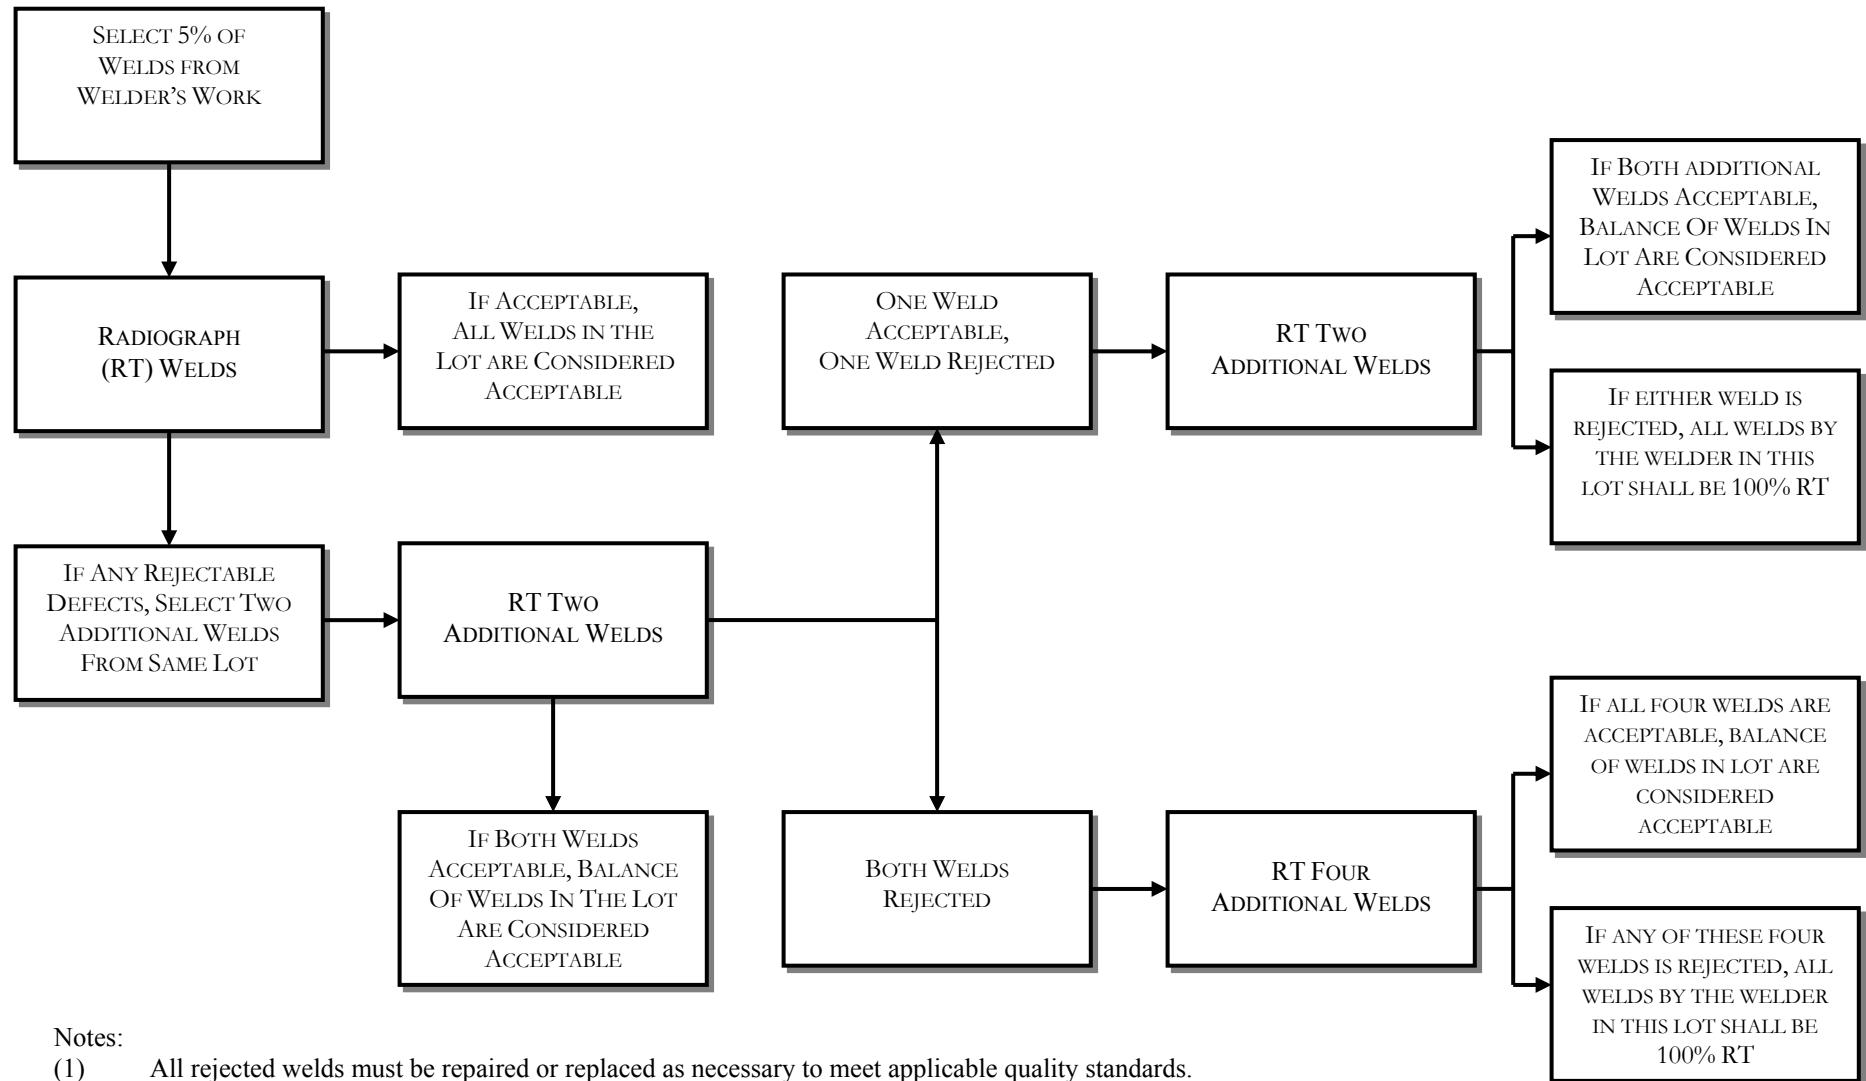 SELECT 5% OF
WELDS FROM
WELDER'S WORK
RADIOGRAPH
(RT) WELDS
IF ACCEPTABLE,
ALL WELDS IN THE
LOT ARE CONSIDERED
ACCEPTABLE
IF ANY REJECTABLE
DEFECTS, SELECT TWO
ADDITIONAL WELDS
FROM SAME LOT
RT TWO
ADDITIONAL WELDS
IF BOTH WELDS
ACCEPTABLE, BALANCE
OF WELDS IN THE LOT
ARE CONSIDERED
ACCEPTABLE
ONE WELD
ACCEPTABLE,
ONE WELD REJECTED
RT TWO
ADDITIONAL WELDS
IF BOTH ADDITIONAL
WELDS ACCEPTABLE,
BALANCE OF WELDS IN
LOT ARE CONSIDERED
ACCEPTABLE
IF EITHER WELD IS
REJECTED, ALL WELDS BY
THE WELDER IN THIS
LOT SHALL BE 100% RT
BOTH WELDS
REJECTED
RT FOUR
ADDITIONAL WELDS
IF ALL FOUR WELDS ARE
ACCEPTABLE, BALANCE
OF WELDS IN LOT ARE
CONSIDERED
ACCEPTABLE
IF ANY OF THESE FOUR
WELDS IS REJECTED, ALL
WELDS BY THE WELDER
IN THIS LOT SHALL BE
100% RT
Notes:
(1) All rejected welds must be repaired or replaced as necessary to meet applicable quality standards.